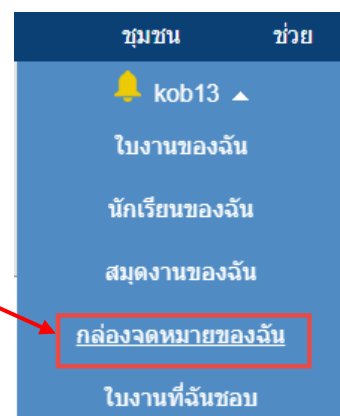 ชุมชน ช่วย
kob13
ใบงานของฉัน
นักเรียนของฉัน
สมุดงานของฉัน
กล่องจดหมายของฉัน
ใบงานที่ฉันชอบ